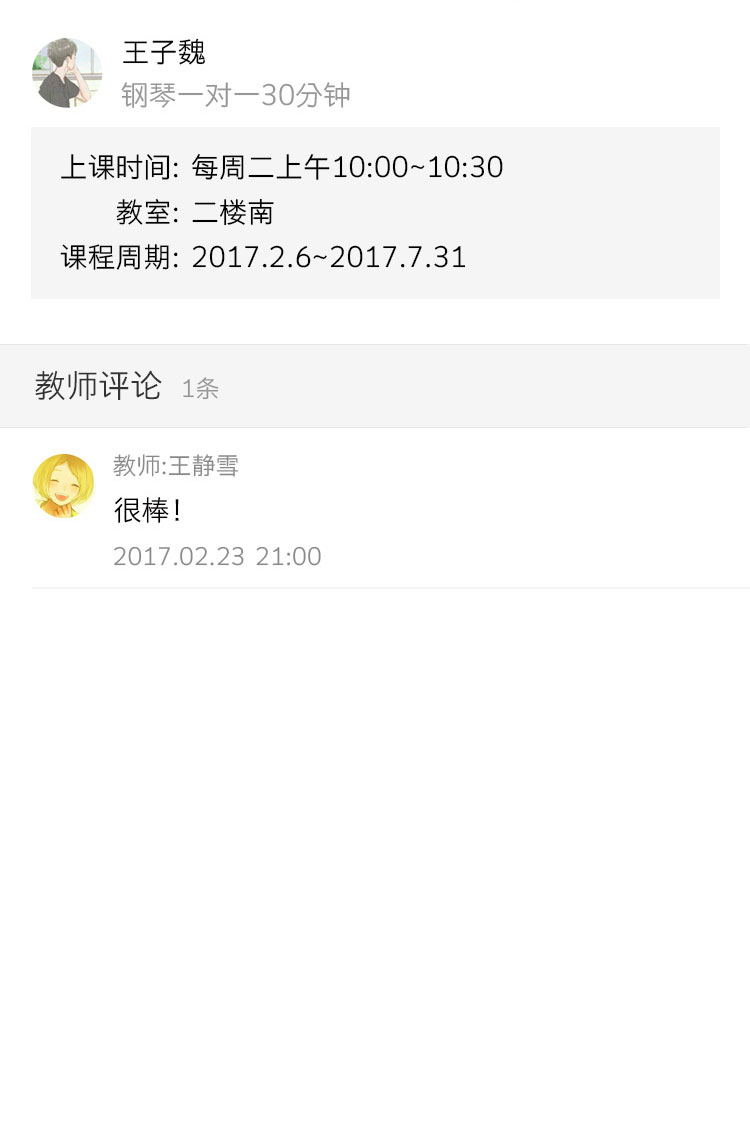 王子魏
钢琴一对一30分钟
上课时间: 每周二上午10:00~10:30
教室: 二楼南
课程周期: 2017.2.6~2017.7.31
教师评论 1条
教师:王静雪
很棒!
2017.02.23 21:00